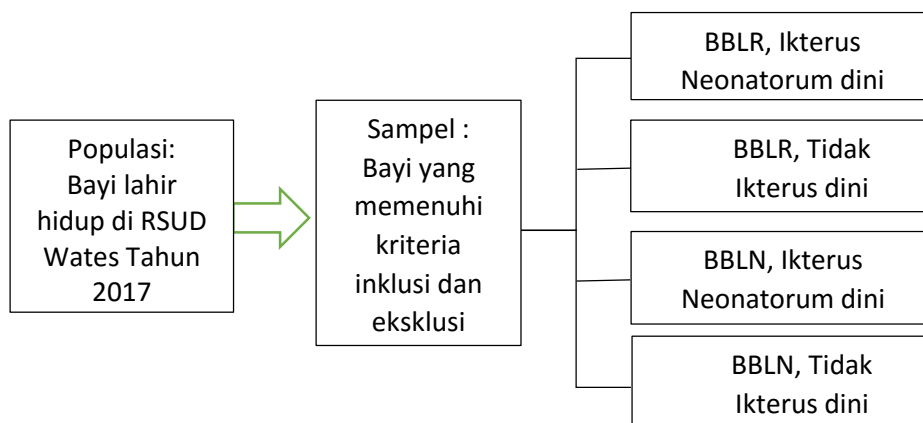 Populasi:
Bayi lahir
hidup di RSUD
Wates Tahun
2017
Sampel :
Bayi yang
memenuhi
kriteria
inklusi dan
eksklusi
BBLR, Ikterus
Neonatorum dini
BBLR, Tidak
Ikterus dini
BBLN, Ikterus
Neonatorum dini
BBLN, Tidak
Ikterus dini